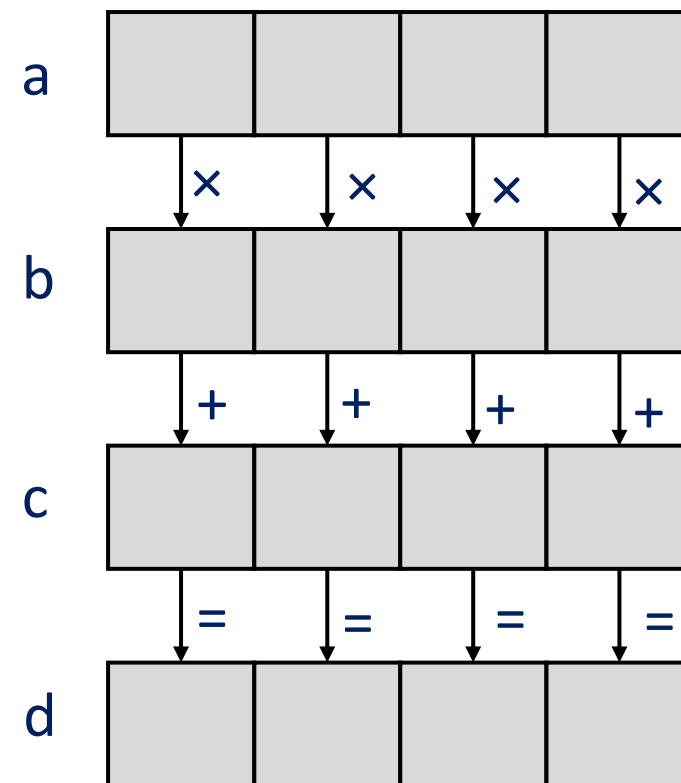 a
× × × ×
b
+ + + +
c
= = = =
d